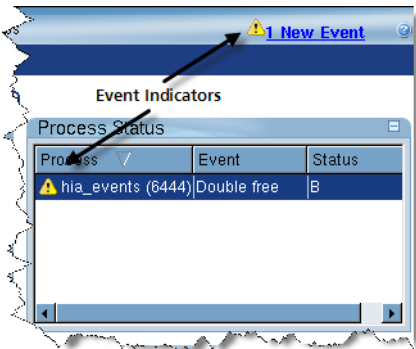 1 New Event
Event Indicators
Process Status
Process Event Status
hia_events (6444) Double free B